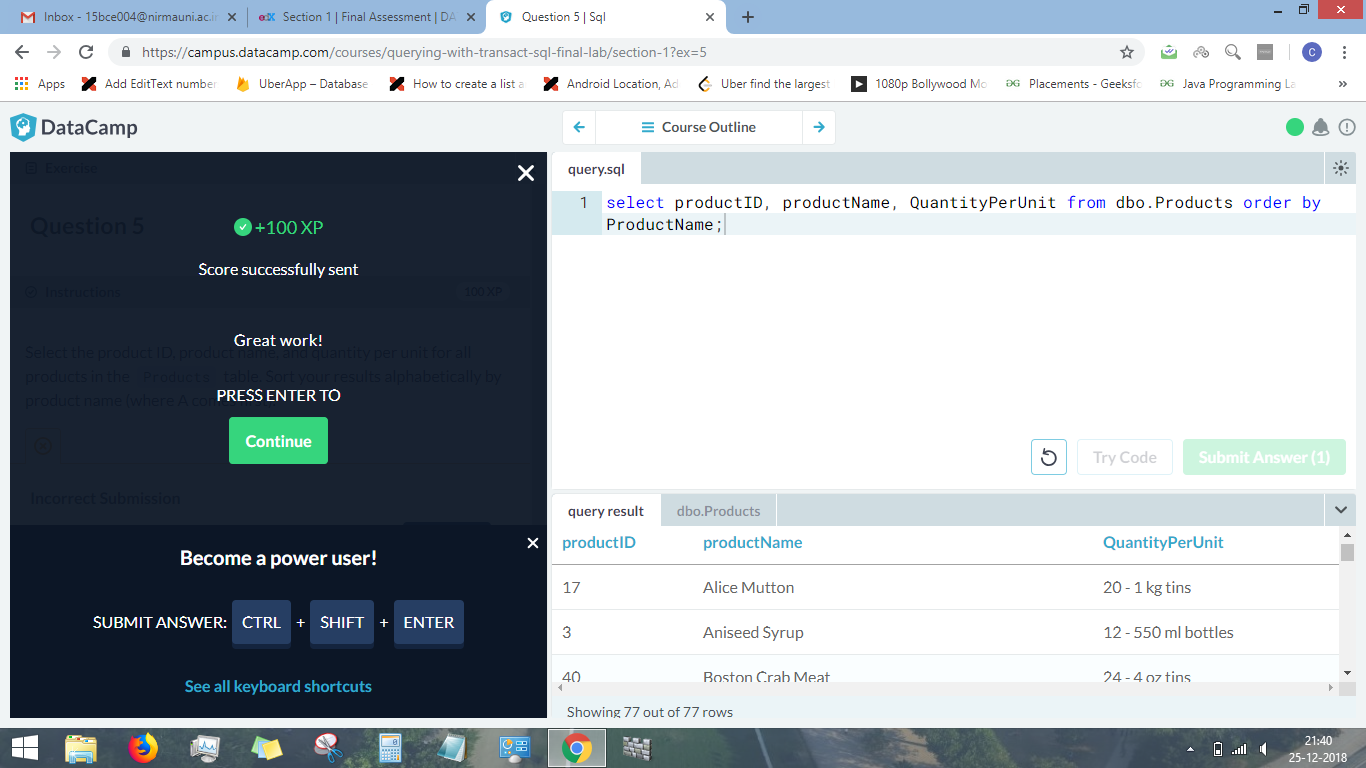 Inbox - 15bce004@nirmauni.ac.in
edX Section 1 | Final Assessment | DA
Question 5 | Sql
https://campus.datacamp.com/courses/querying-with-transact-sql-final-lab/section-1?ex=5
C
Apps
Add EditText number
UberApp – Database
How to create a list a
Android Location, Ad
Uber find the largest
1080p Bollywood Mo
Placements - Geeksfo
Java Programming La
»
DataCamp
Course Outline
Exercise
Question 5
+100 XP
Score successfully sent
Instructions
100 XP
Great work!
Select the product ID, product name, and quantity per unit for all
products in the Products table. Sort your results alphabetically by
product name (where A
PRESS ENTER TO
Continue
Incorrect Submission
Become a power user!
SUBMIT ANSWER: CTRL + SHIFT + ENTER
See all keyboard shortcuts
query.sql
1 select productID, productName, QuantityPerUnit from dbo.Products order by
ProductName;
Try Code
Submit Answer (1)
query result
dbo.Products
productID productName QuantityPerUnit
17 Alice Mutton 20 - 1 kg tins
3 Aniseed Syrup 12 - 550 ml bottles
40 Boston Crab Meat 24 - 4 oz tins
Showing 77 out of 77 rows
21:40
25-12-2018